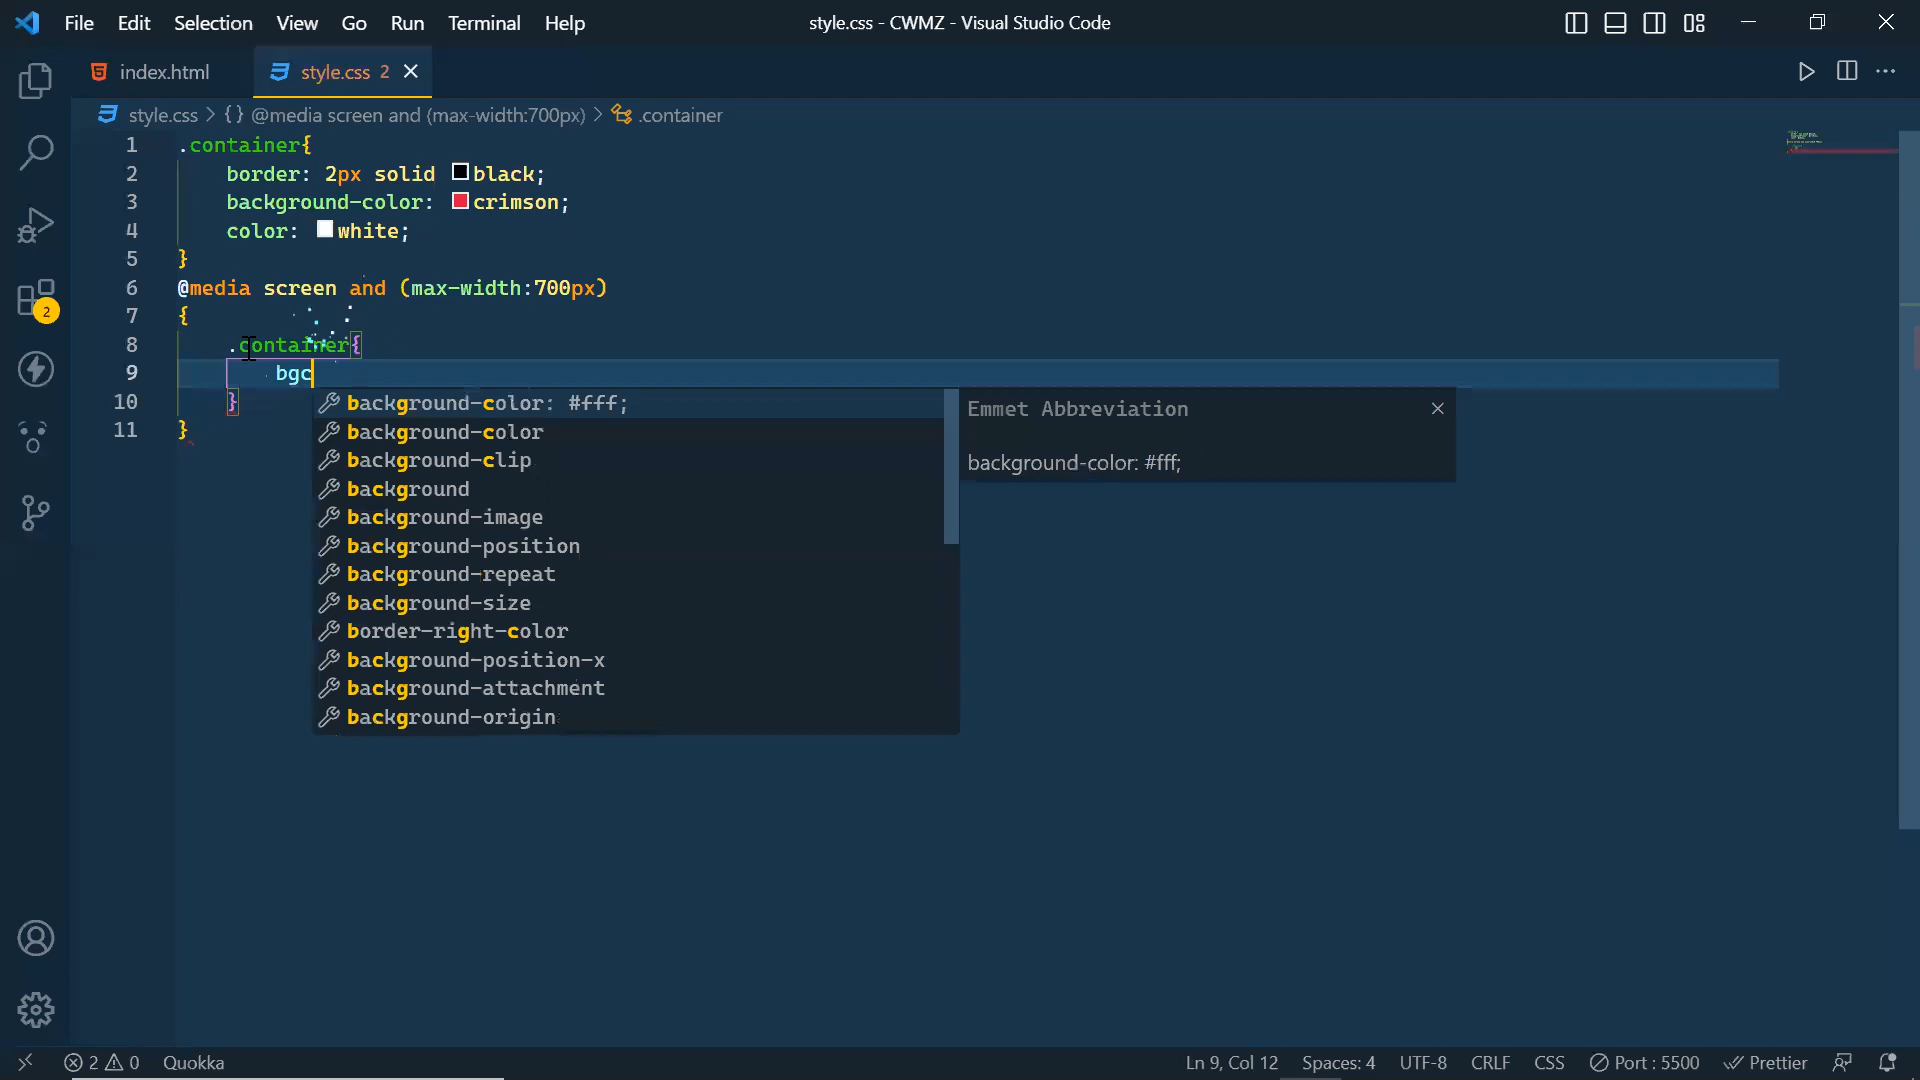 File Edit Selection View Go Run Terminal Help style.css - CWMZ - Visual Studio Code
index.html style.css 2
style.css > {} @media screen and (max-width:700px) > .container
1 .container{
2 border: 2px solid black;
3 background-color: crimson;
4 color: white;
5 }
6 @media screen and (max-width:700px)
7 {
8 .container{
9 bgc
10 }
11 }
background-color: #fff;
background-color
background-clip
background
background-image
background-position
background-repeat
background-size
border-right-color
background-position-x
background-attachment
background-origin
Emmet Abbreviation
background-color: #fff;
2
2 0 Quokka Ln 9, Col 12 Spaces: 4 UTF-8 CRLF CSS Port : 5500 Prettier